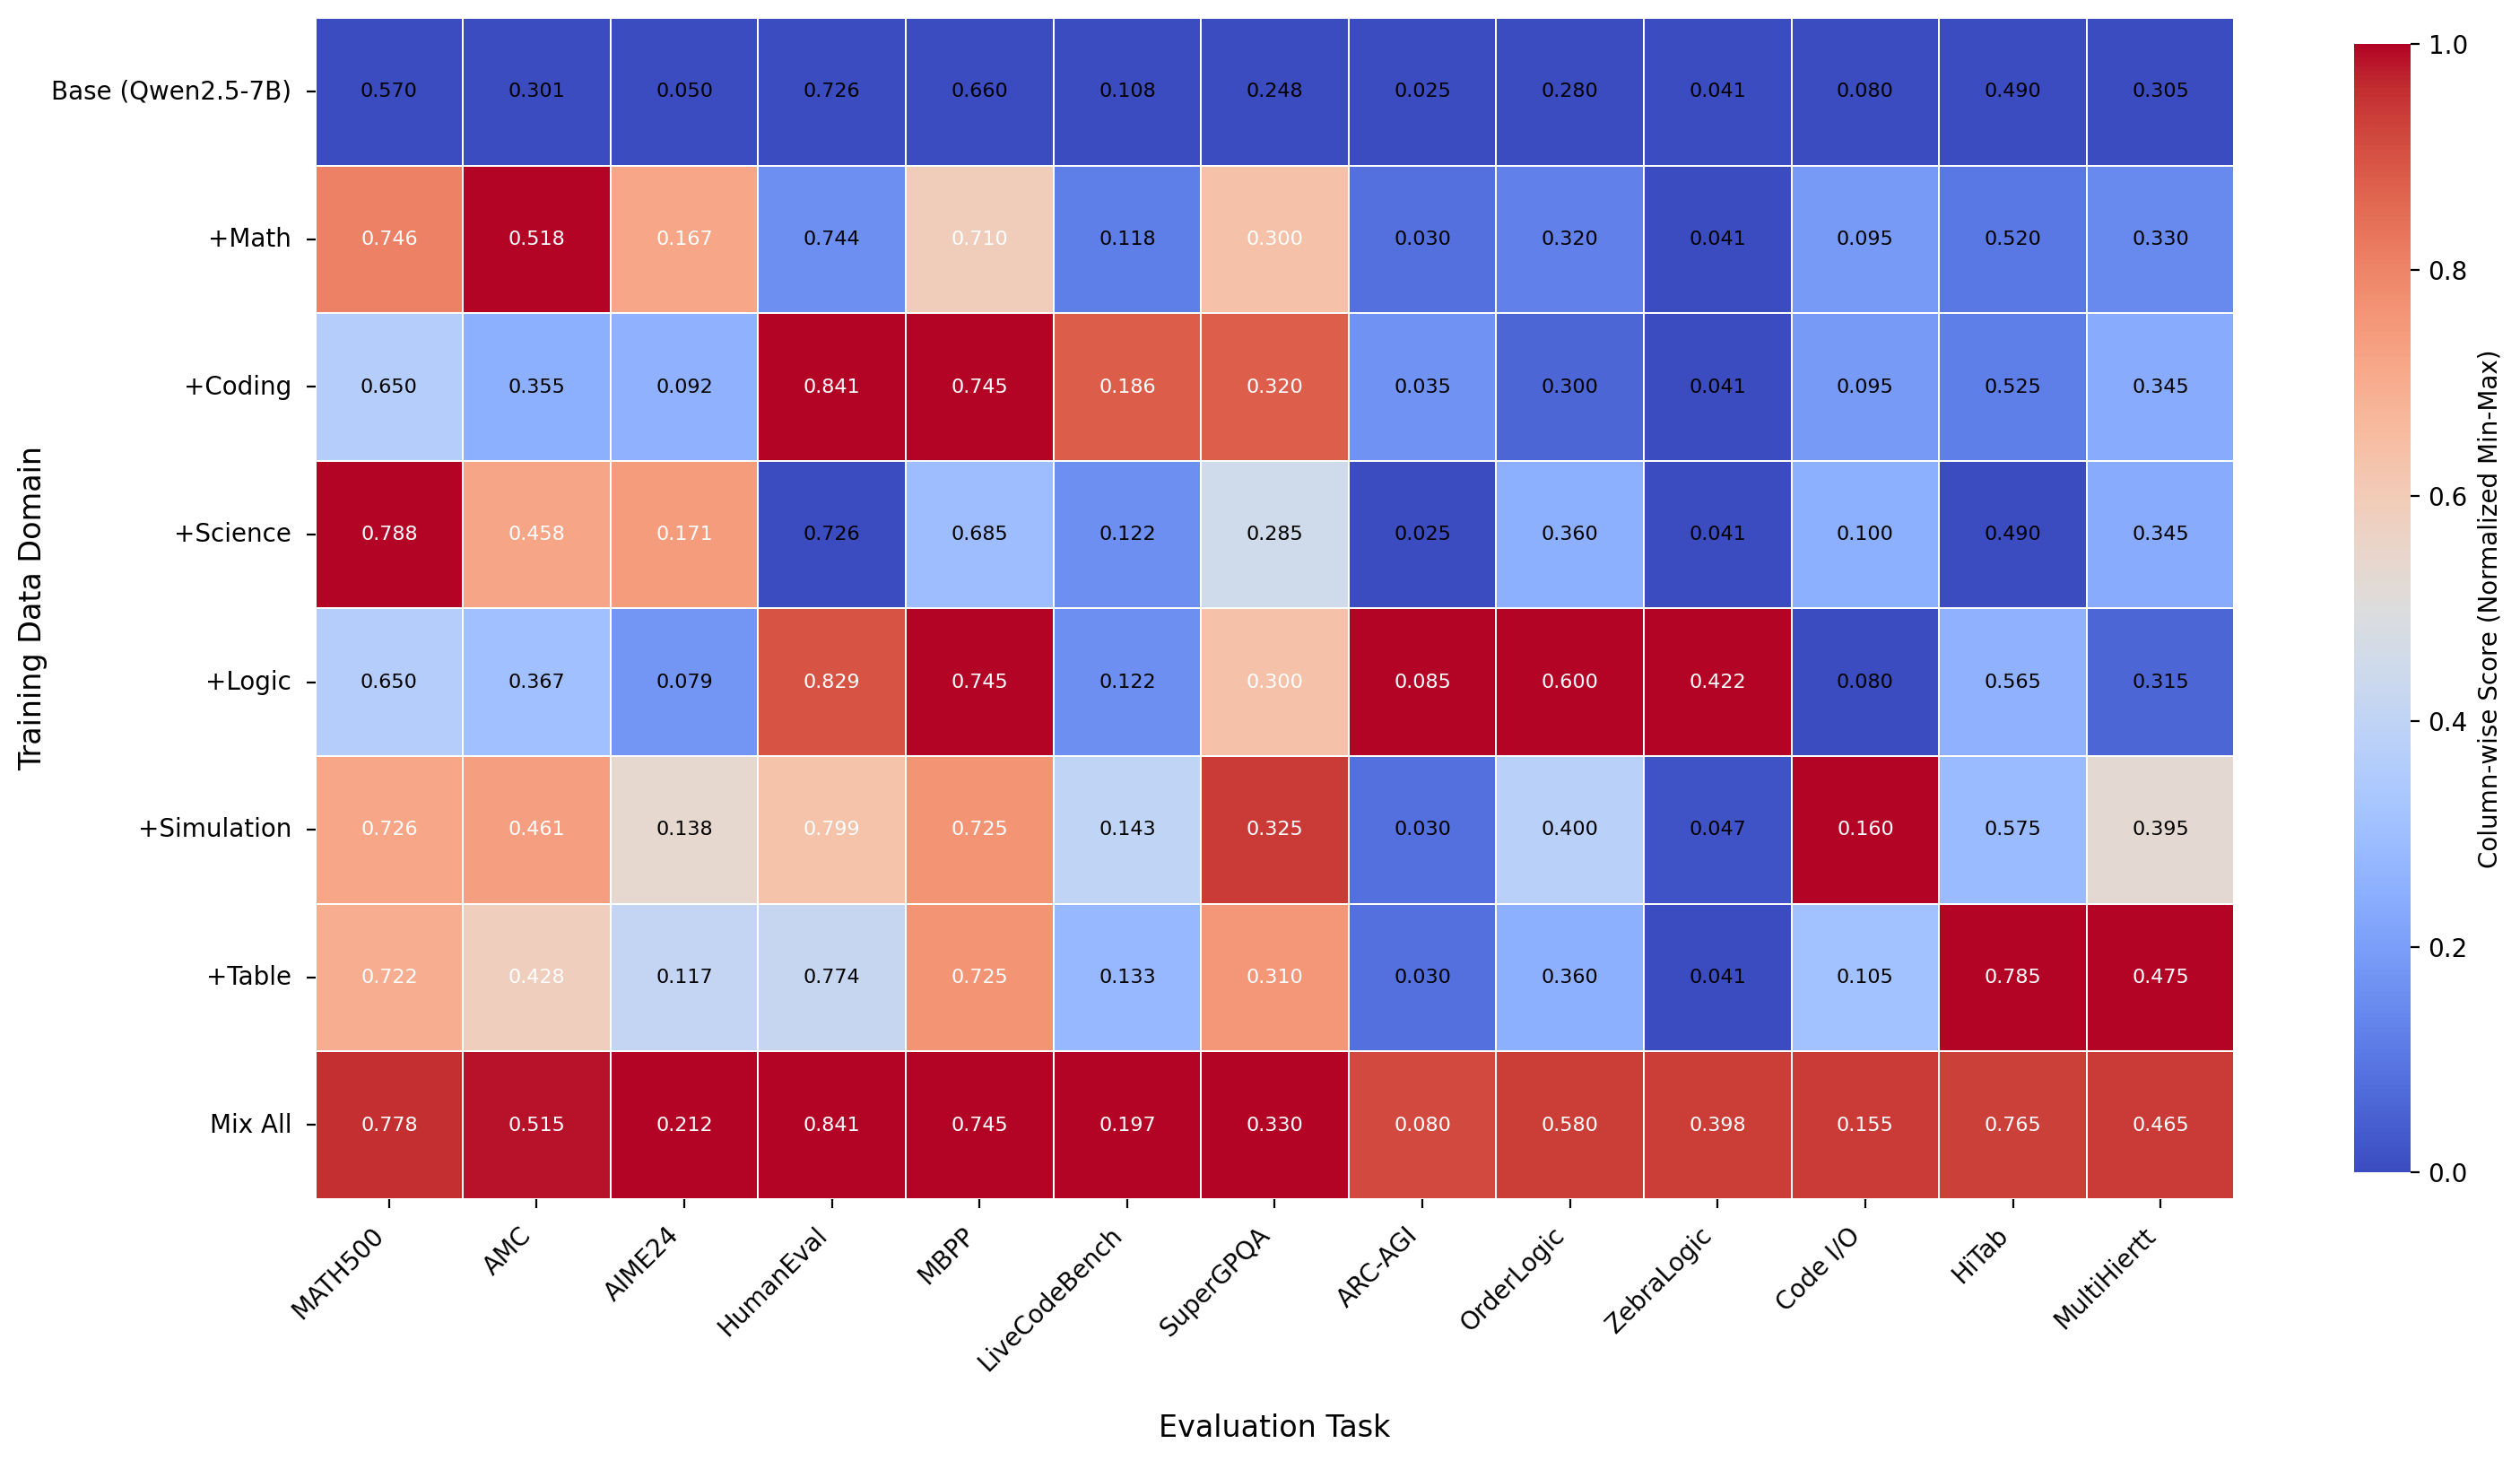 Base (Qwen2.5-7B) 0.570 0.301 0.050 0.726 0.660 0.108 0.248 0.025 0.280 0.041 0.080 0.490 0.305
+Math 0.746 0.518 0.167 0.744 0.710 0.118 0.300 0.030 0.320 0.041 0.095 0.520 0.330
+Coding 0.650 0.355 0.092 0.841 0.745 0.186 0.320 0.035 0.300 0.041 0.095 0.525 0.345
+Science 0.788 0.458 0.171 0.726 0.685 0.122 0.285 0.025 0.360 0.041 0.100 0.490 0.345
+Logic 0.650 0.367 0.079 0.829 0.745 0.122 0.300 0.085 0.600 0.422 0.080 0.565 0.315
+Simulation 0.726 0.461 0.138 0.799 0.725 0.143 0.325 0.030 0.400 0.047 0.160 0.575 0.395
+Table 0.722 0.428 0.117 0.774 0.725 0.133 0.310 0.030 0.360 0.041 0.105 0.785 0.475
Mix All 0.778 0.515 0.212 0.841 0.745 0.197 0.330 0.080 0.580 0.398 0.155 0.765 0.465
MATH500 AMC AIME24 HumanEval MBPP LiveCodeBench SuperGPQA ARC-AGI OrderLogic ZebraLogic Code I/O HiTab MultiHiertt
Evaluation Task
Training Data Domain
1.0
0.8
0.6
0.4
0.2
0.0
Column-wise Score (Normalized Min-Max)